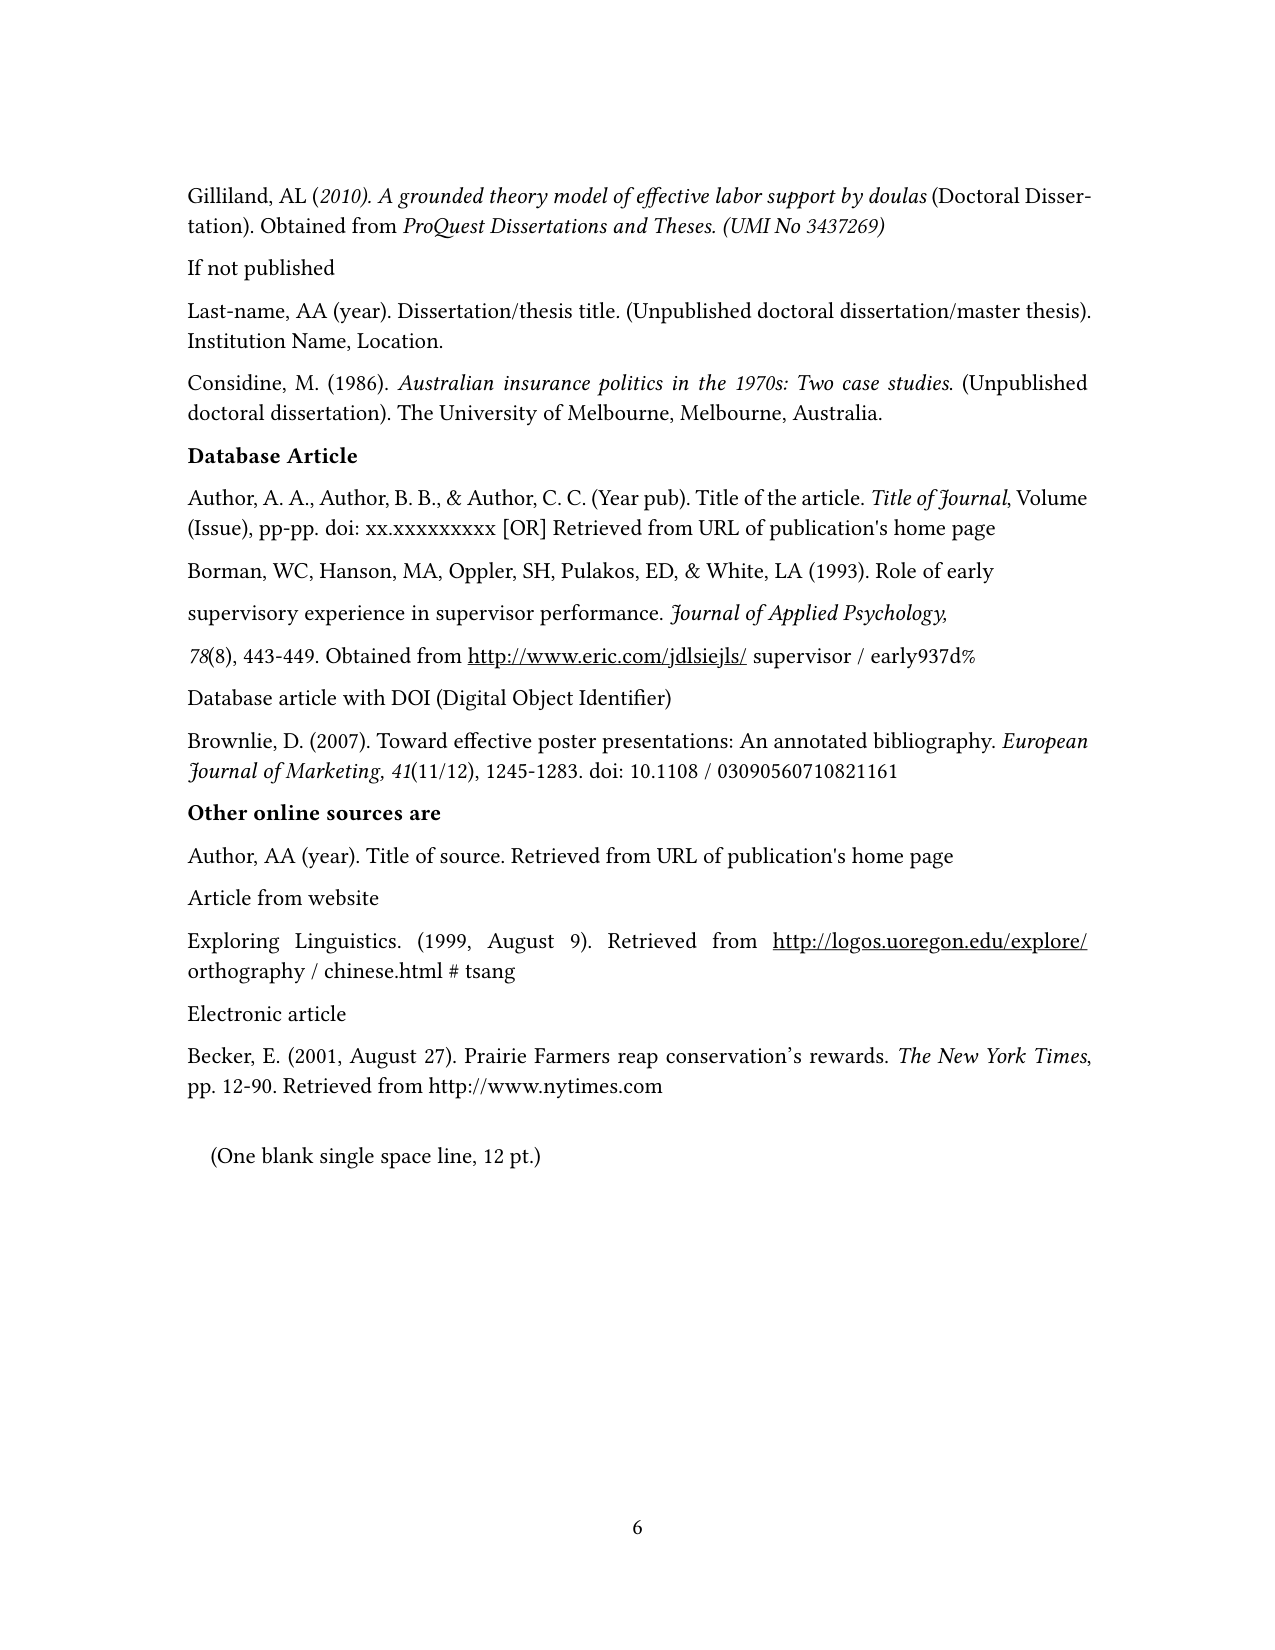 Gilliland, AL (2010). A grounded theory model of effective labor support by doulas (Doctoral Disser-
tation). Obtained from ProQuest Dissertations and Theses. (UMI No 3437269)
If not published
Last-name, AA (year). Dissertation/thesis title. (Unpublished doctoral dissertation/master thesis).
Institution Name, Location.
Considine, M. (1986). Australian insurance politics in the 1970s: Two case studies. (Unpublished
doctoral dissertation). The University of Melbourne, Melbourne, Australia.
Database Article
Author, A. A., Author, B. B., & Author, C. C. (Year pub). Title of the article. Title of Journal, Volume
(Issue), pp-pp. doi: xx.xxxxxxxxx [OR] Retrieved from URL of publication's home page
Borman, WC, Hanson, MA, Oppler, SH, Pulakos, ED, & White, LA (1993). Role of early
supervisory experience in supervisor performance. Journal of Applied Psychology,
78(8), 443-449. Obtained from http://www.eric.com/jdlsiejls/ supervisor / early937d%
Database article with DOI (Digital Object Identifier)
Brownlie, D. (2007). Toward effective poster presentations: An annotated bibliography. European
Journal of Marketing, 41(11/12), 1245-1283. doi: 10.1108 / 03090560710821161
Other online sources are
Author, AA (year). Title of source. Retrieved from URL of publication's home page
Article from website
Exploring Linguistics. (1999, August 9). Retrieved from http://logos.uoregon.edu/explore/
orthography / chinese.html # tsang
Electronic article
Becker, E. (2001, August 27). Prairie Farmers reap conservation’s rewards. The New York Times,
pp. 12-90. Retrieved from http://www.nytimes.com
(One blank single space line, 12 pt.)
6